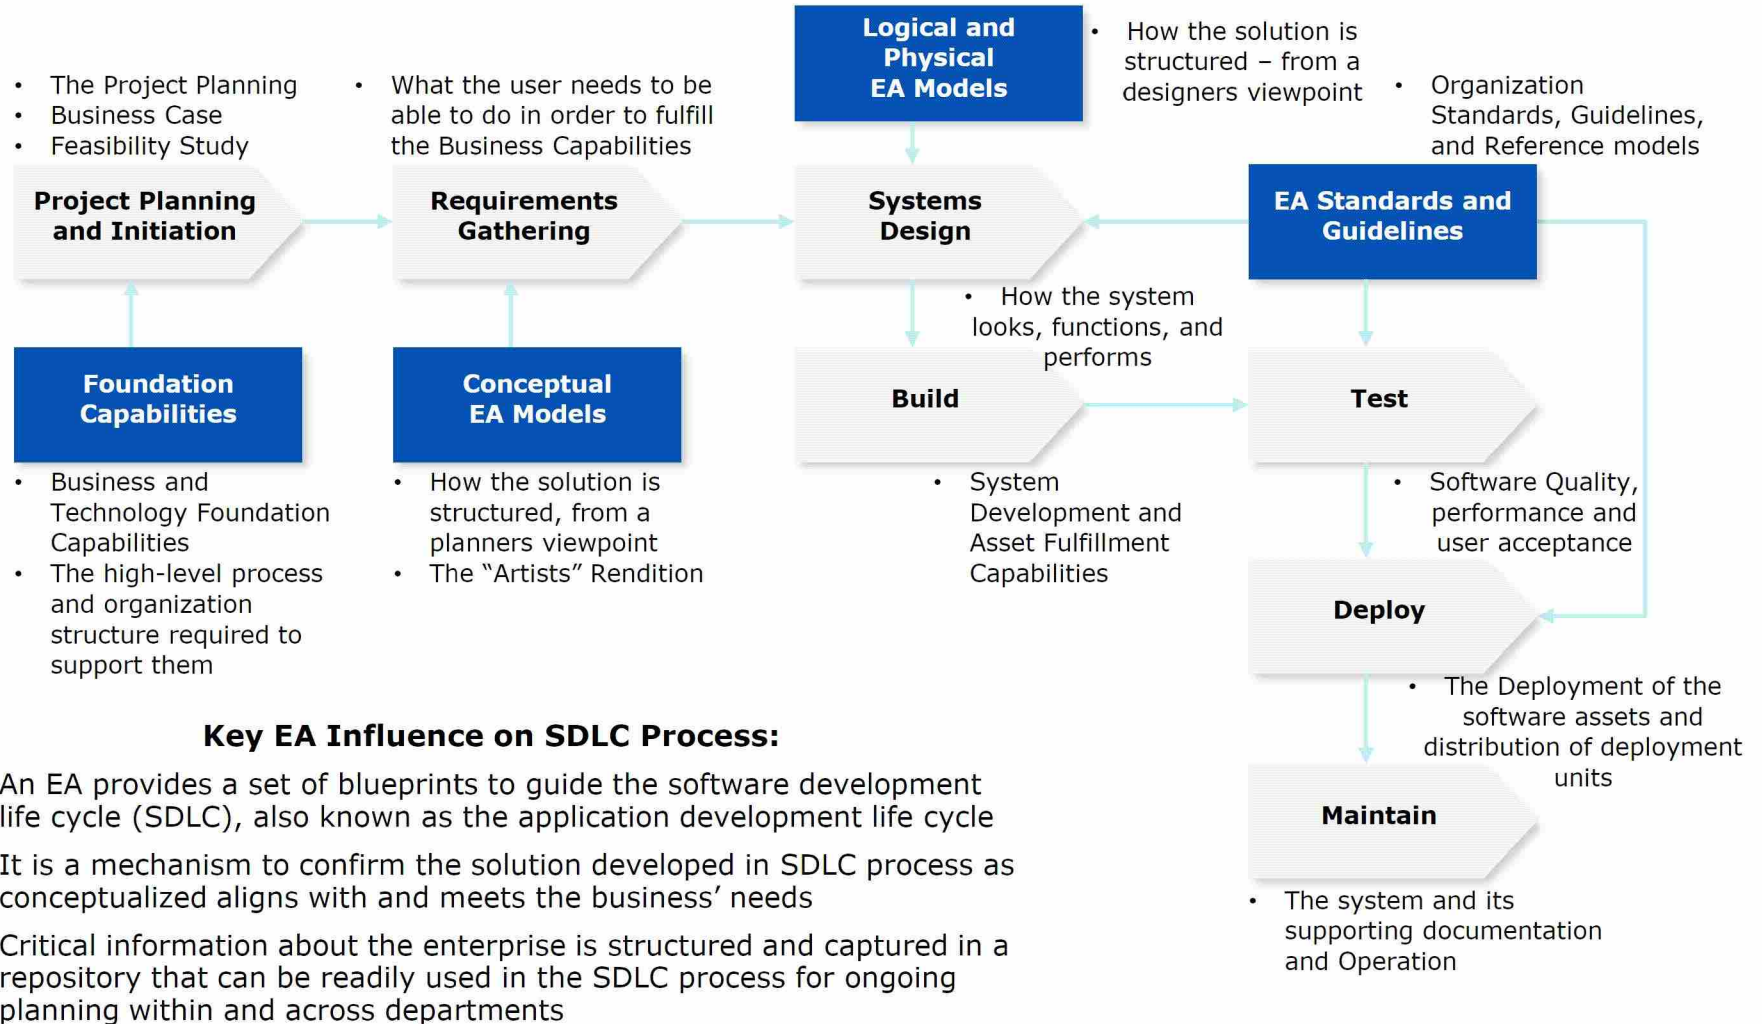 • The Project Planning
• Business Case
• Feasibility Study
Project Planning
and Initiation
Foundation
Capabilities
• Business and
Technology Foundation
Capabilities
• The high-level process
and organization
structure required to
support them
• What the user needs to be
able to do in order to fulfill
the Business Capabilities
Requirements
Gathering
Conceptual
EA Models
• How the solution is
structured, from a
planners viewpoint
• The “Artists” Rendition
Logical and
Physical
EA Models
• How the solution is
structured – from a
designers viewpoint
Systems
Design
• How the system
looks, functions, and
performs
Build
• System
Development and
Asset Fulfillment
Capabilities
• Organization
Standards, Guidelines,
and Reference models
EA Standards and
Guidelines
Test
• Software Quality,
performance and
user acceptance
Deploy
• The Deployment of the
software assets and
distribution of deployment
units
Maintain
• The system and its
supporting documentation
and Operation
Key EA Influence on SDLC Process:
An EA provides a set of blueprints to guide the software development
life cycle (SDLC), also known as the application development life cycle
It is a mechanism to confirm the solution developed in SDLC process as
conceptualized aligns with and meets the business’ needs
Critical information about the enterprise is structured and captured in a
repository that can be readily used in the SDLC process for ongoing
planning within and across departments